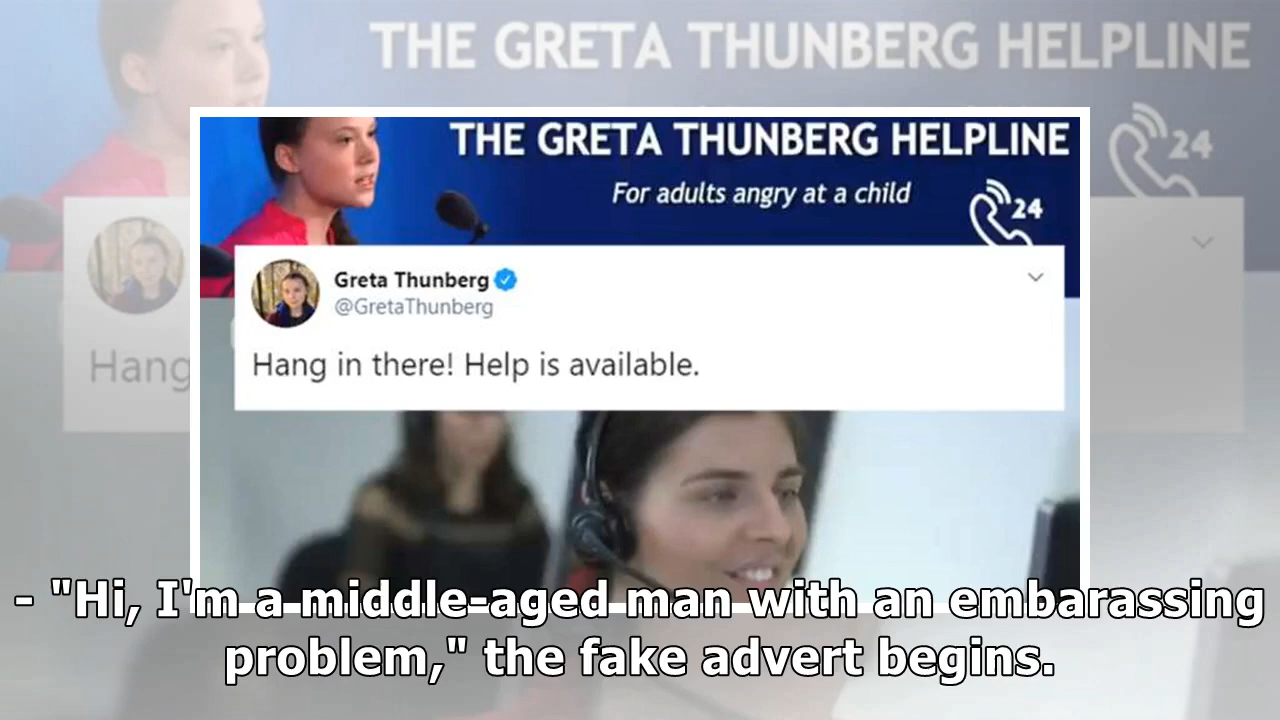 THE GRETA THUNBERG HELPLINE
THE GRETA THUNBERG HELPLINE
For adults angry at a child
24
24
Greta Thunberg
@GretaThunberg
Hang in there! Help is available.
Hang
- "Hi, I'm a middle-aged man with an embarassing
problem," the fake advert begins.